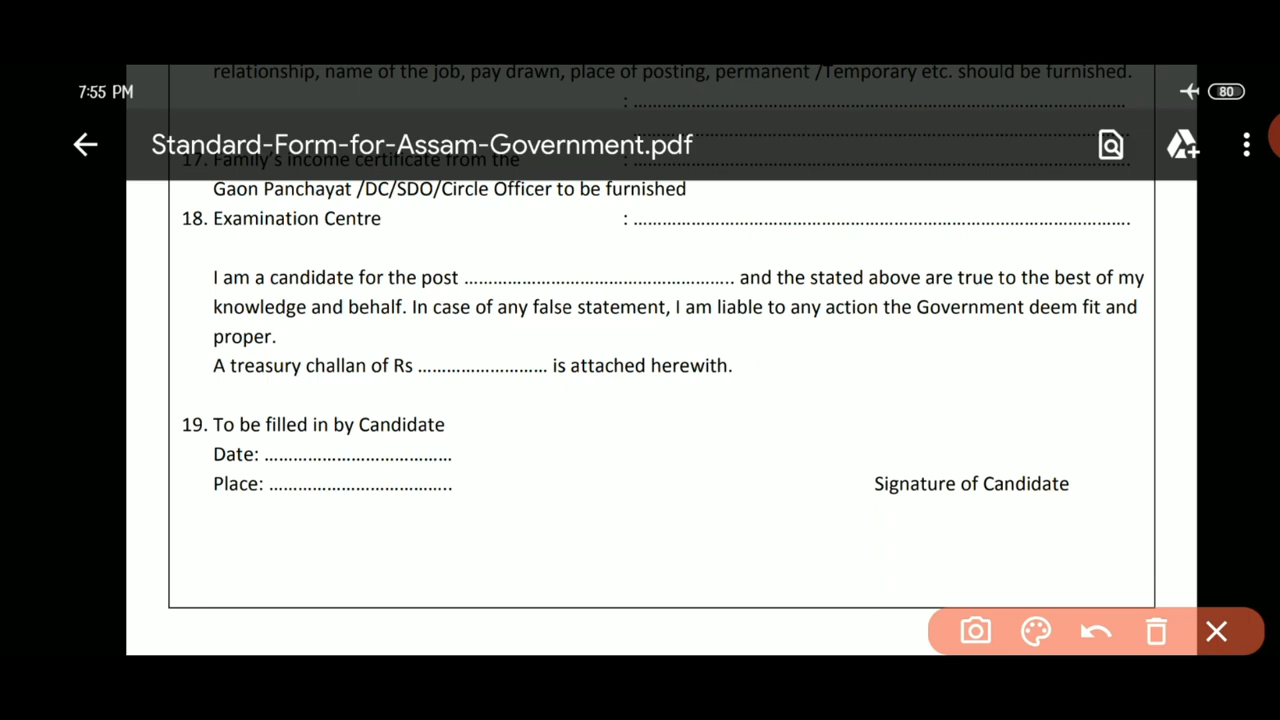 relationship, name of the job, pay drawn, place of posting, permanent /Temporary etc. should be furnished.
7:55 PM
80
: ......................................................................................
Standard-Form-for-Assam-Government.pdf
17. Family's income certificate from the : ......................................................................................
Gaon Panchayat /DC/SDO/Circle Officer to be furnished
18. Examination Centre : ......................................................................................
I am a candidate for the post ............................................... and the stated above are true to the best of my
knowledge and behalf. In case of any false statement, I am liable to any action the Government deem fit and
proper.
A treasury challan of Rs ........................... is attached herewith.
19. To be filled in by Candidate
Date: .......................................
Place: ......................................
Signature of Candidate